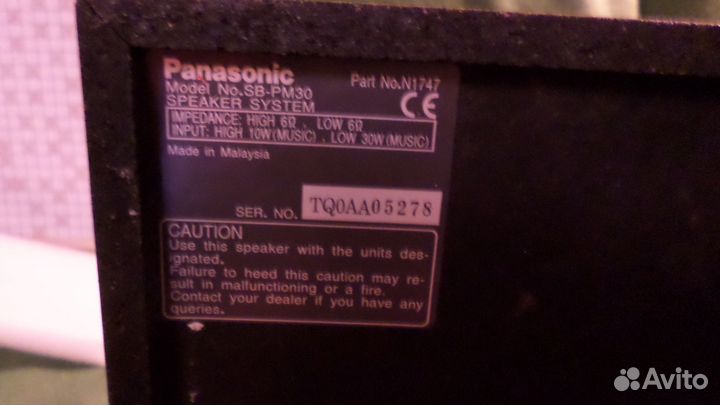 Panasonic
Part No.N1747
Model No.SB-PM30
SPEAKER SYSTEM
CE
IMPEDANCE: HIGH 6Ω , LOW 6Ω
INPUT: HIGH 10W(MUSIC) , LOW 30W(MUSIC)
Made in Malaysia
SER. NO. TQ0AA05278
CAUTION
Use this speaker with the units des-
ignated.
Failure to heed this caution may re-
sult in malfunctioning or a fire.
Contact your dealer if you have any
queries.
Avito